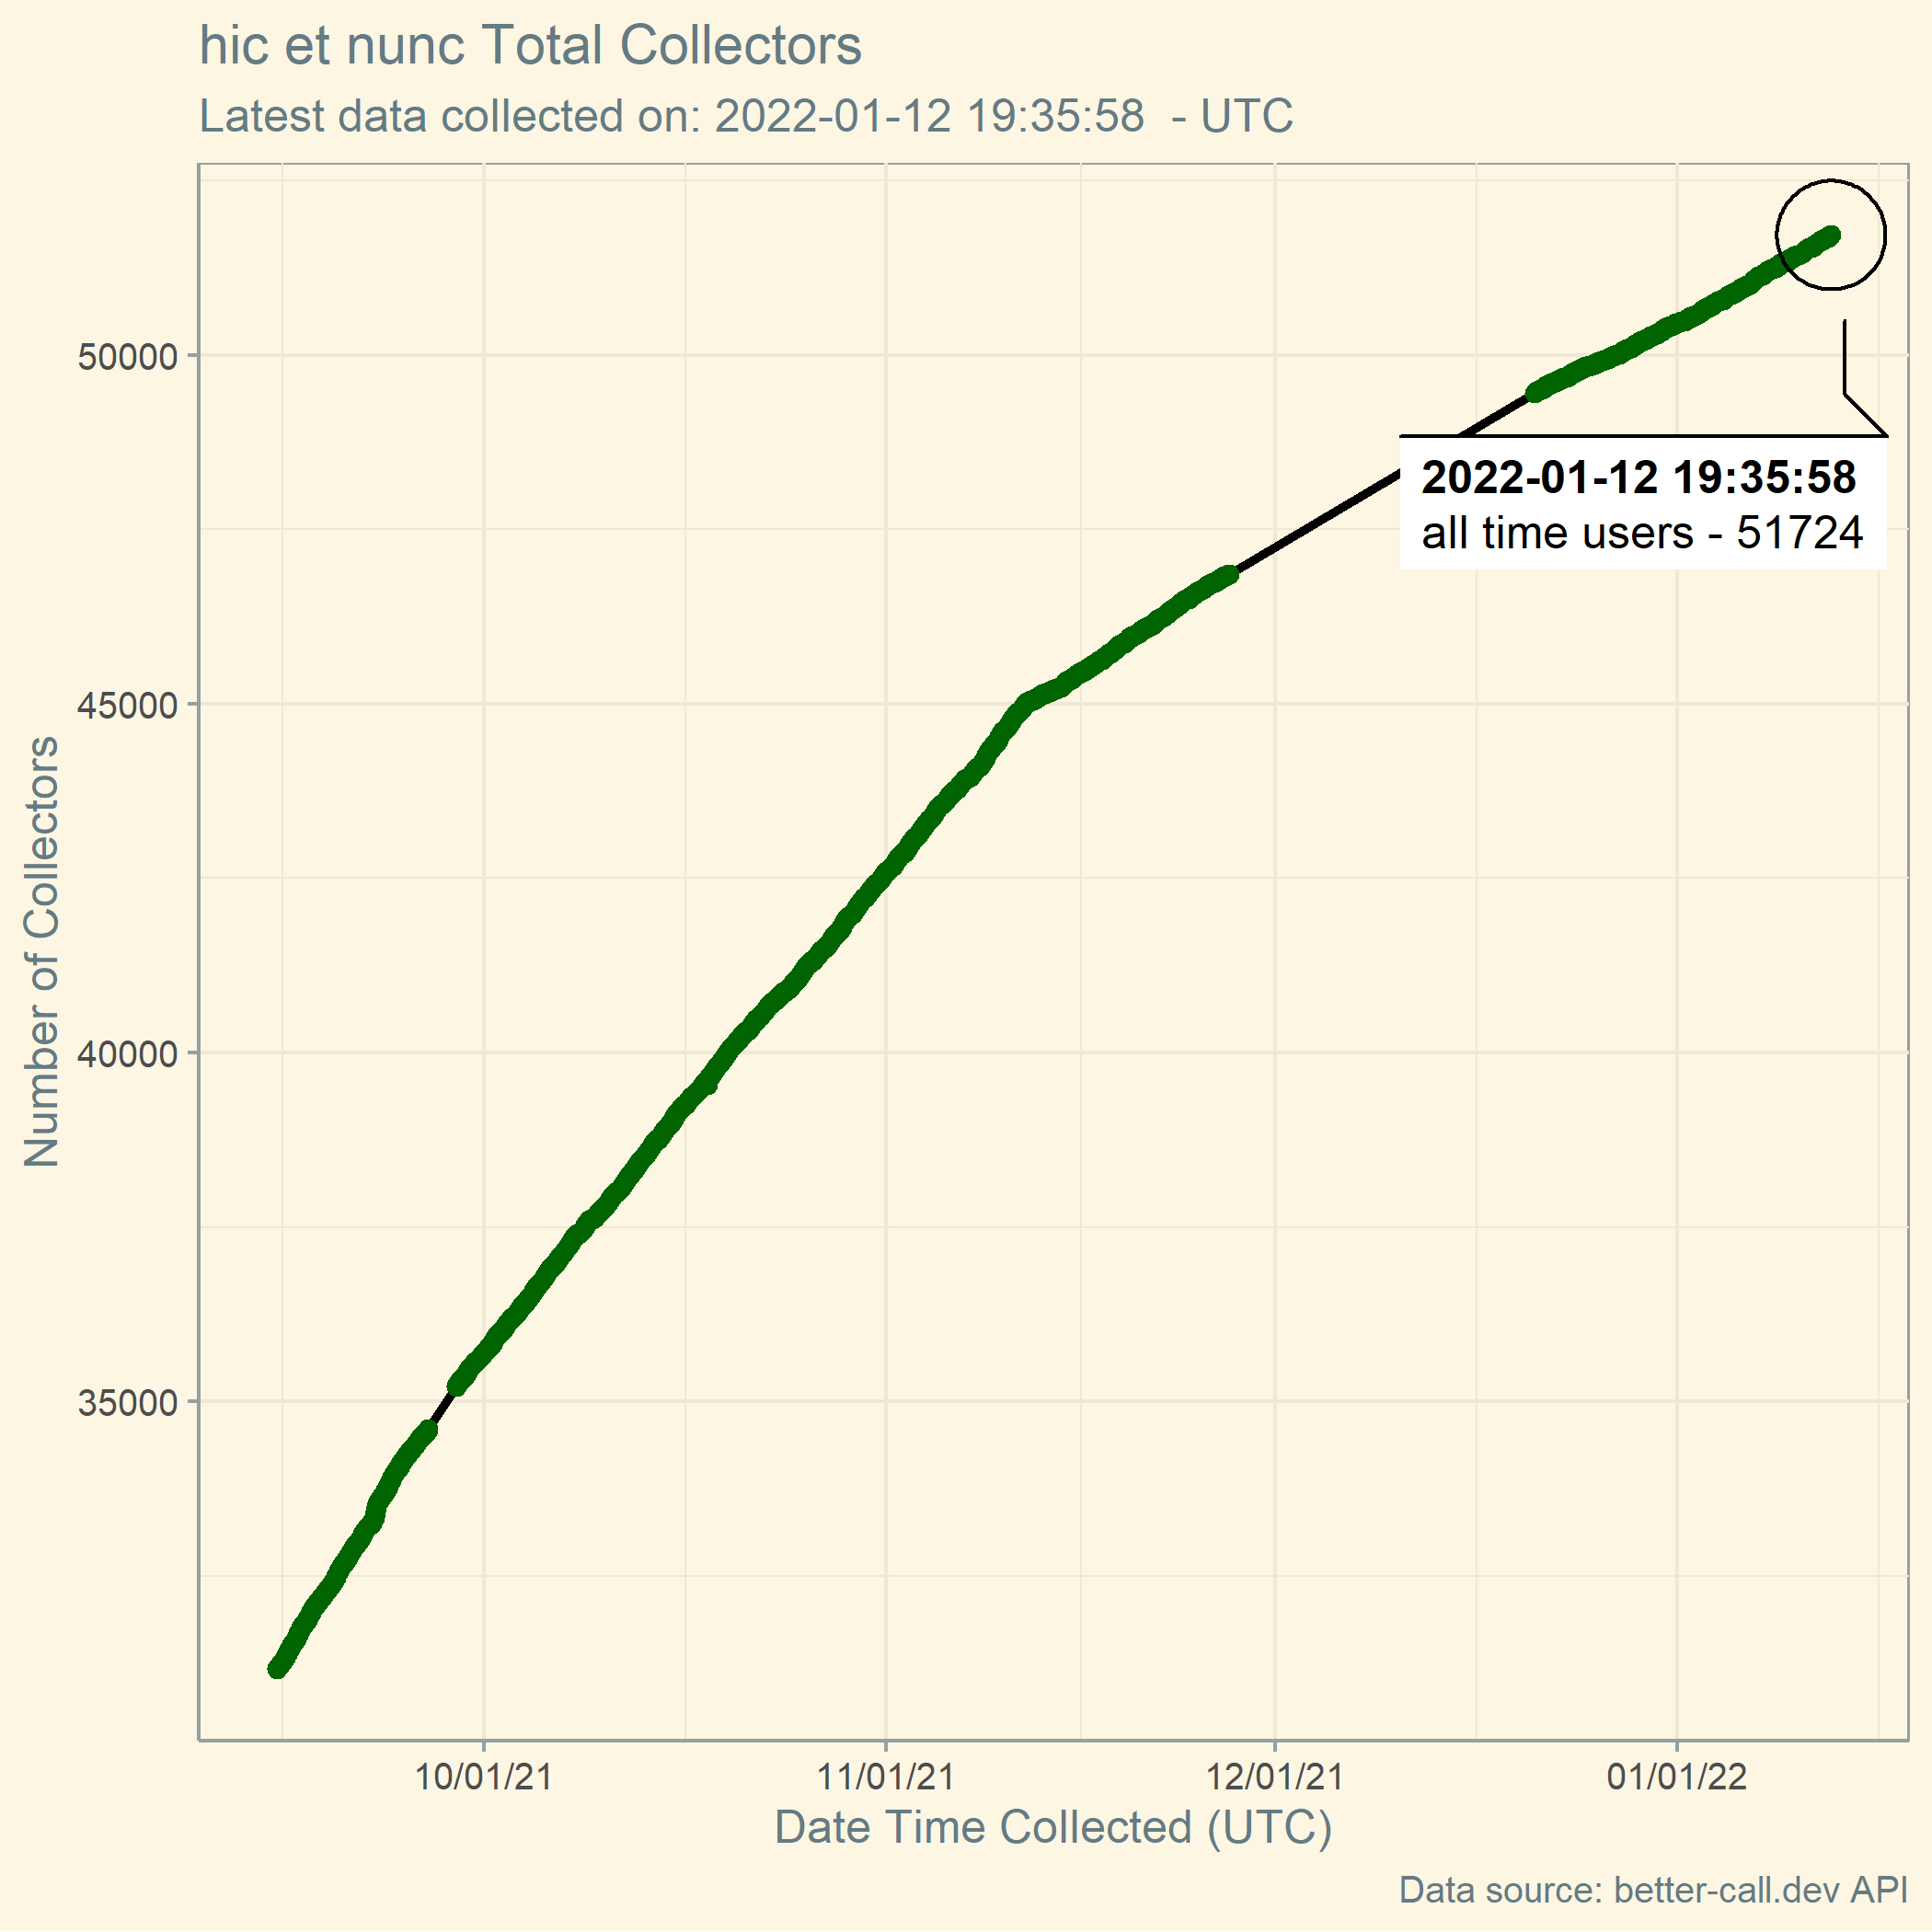 hic et nunc Total Collectors
Latest data collected on: 2022-01-12 19:35:58  - UTC
Number of Collectors
50000
45000
40000
35000
2022-01-12 19:35:58
all time users - 51724
10/01/21 11/01/21 12/01/21 01/01/22
Date Time Collected (UTC)
Data source: better-call.dev API